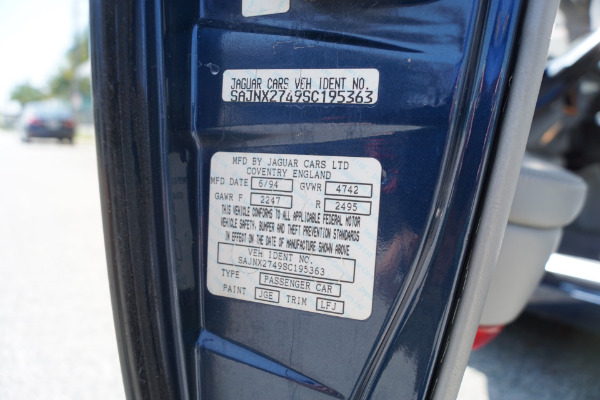 JAGUAR CARS VEH IDENT NO.
SAJNX2749SC195363
MFD BY JAGUAR CARS LTD
COVENTRY ENGLAND
MFD DATE 6/94 GVWR 4742
GAWR F 2247 R 2495
THIS VEHICLE CONFORMS TO ALL APPLICABLE FEDERAL MOTOR
VEHICLE SAFETY, BUMPER AND THEFT PREVENTION STANDARDS
IN EFFECT ON THE DATE OF MANUFACTURE SHOWN ABOVE
VEH IDENT NO.
SAJNX2749SC195363
TYPE PASSENGER CAR
PAINT JGE TRIM LFJ